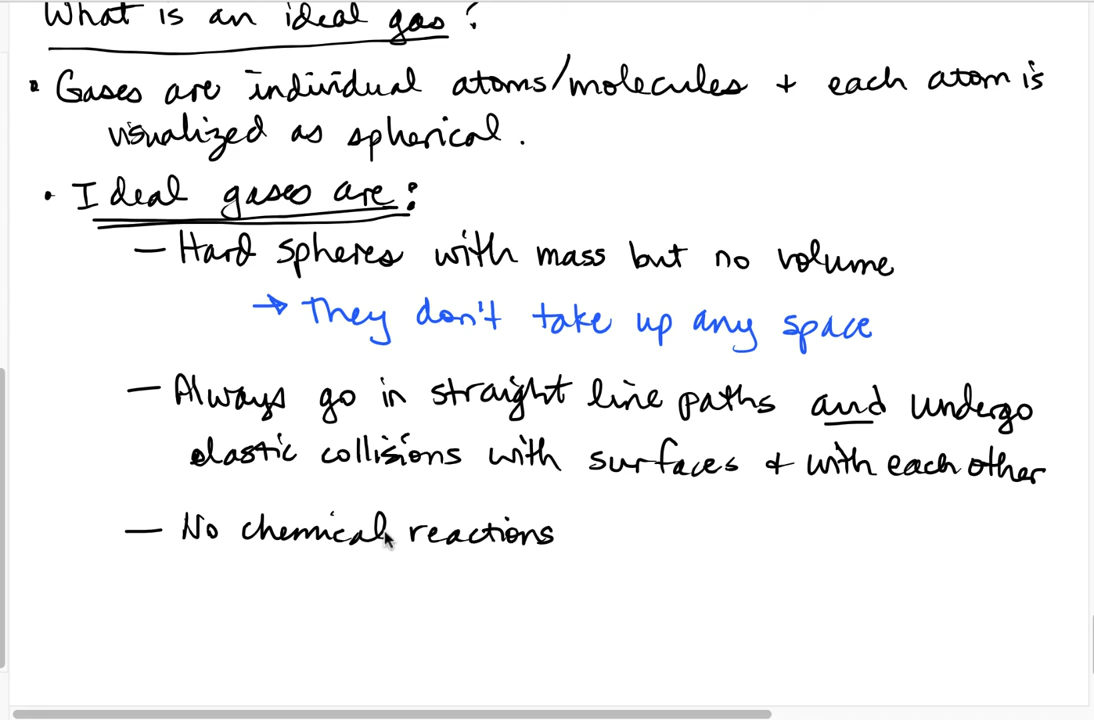 What is an ideal gas?
• Gases are individual atoms/molecules + each atom is
visualized as spherical.
• Ideal gases are:
— Hard spheres with mass but no volume
→ They don't take up any space
— Always go in straight line paths and undergo
elastic collisions with surfaces + with each other
— No chemical reactions